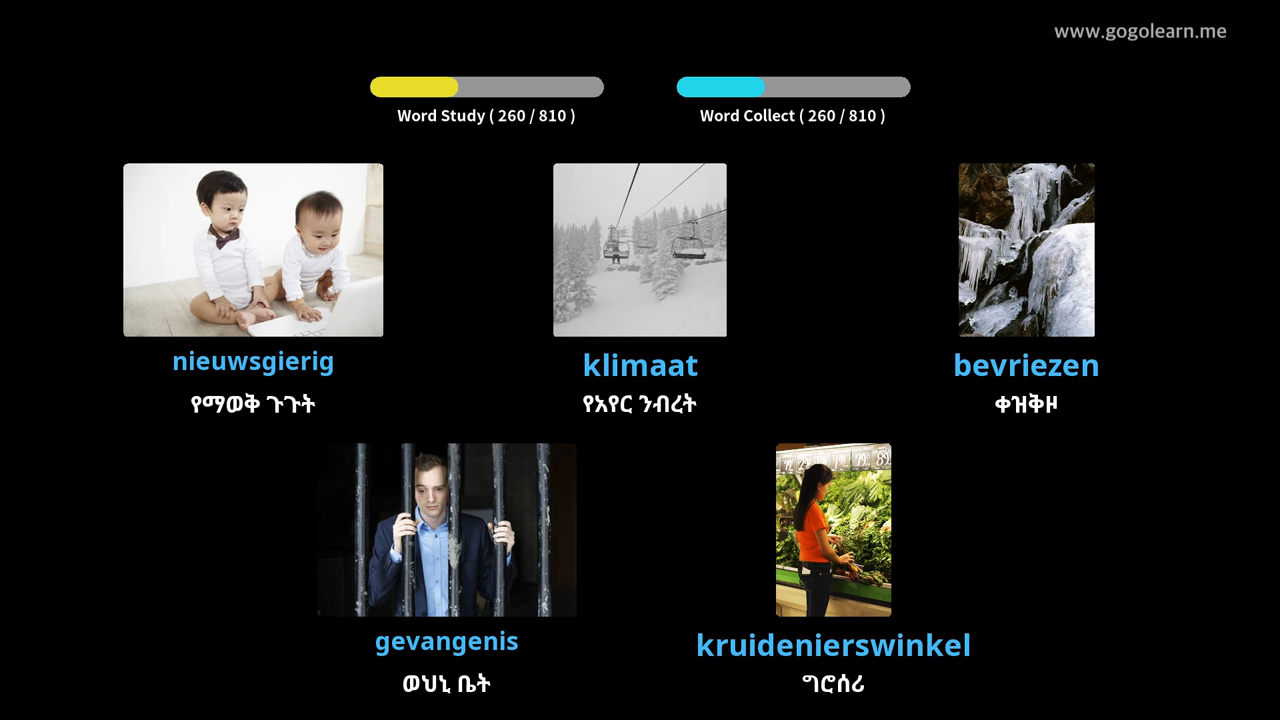 www.gogolearn.me
Word Study ( 260 / 810 )
Word Collect ( 260 / 810 )
nieuwsgierig
የማወቅ ጉጉት
klimaat
የአየር ንብረት
bevriezen
ቀዝቅዞ
gevangenis
ወህኒ ቤት
kruidenierswinkel
ግሮሰሪ